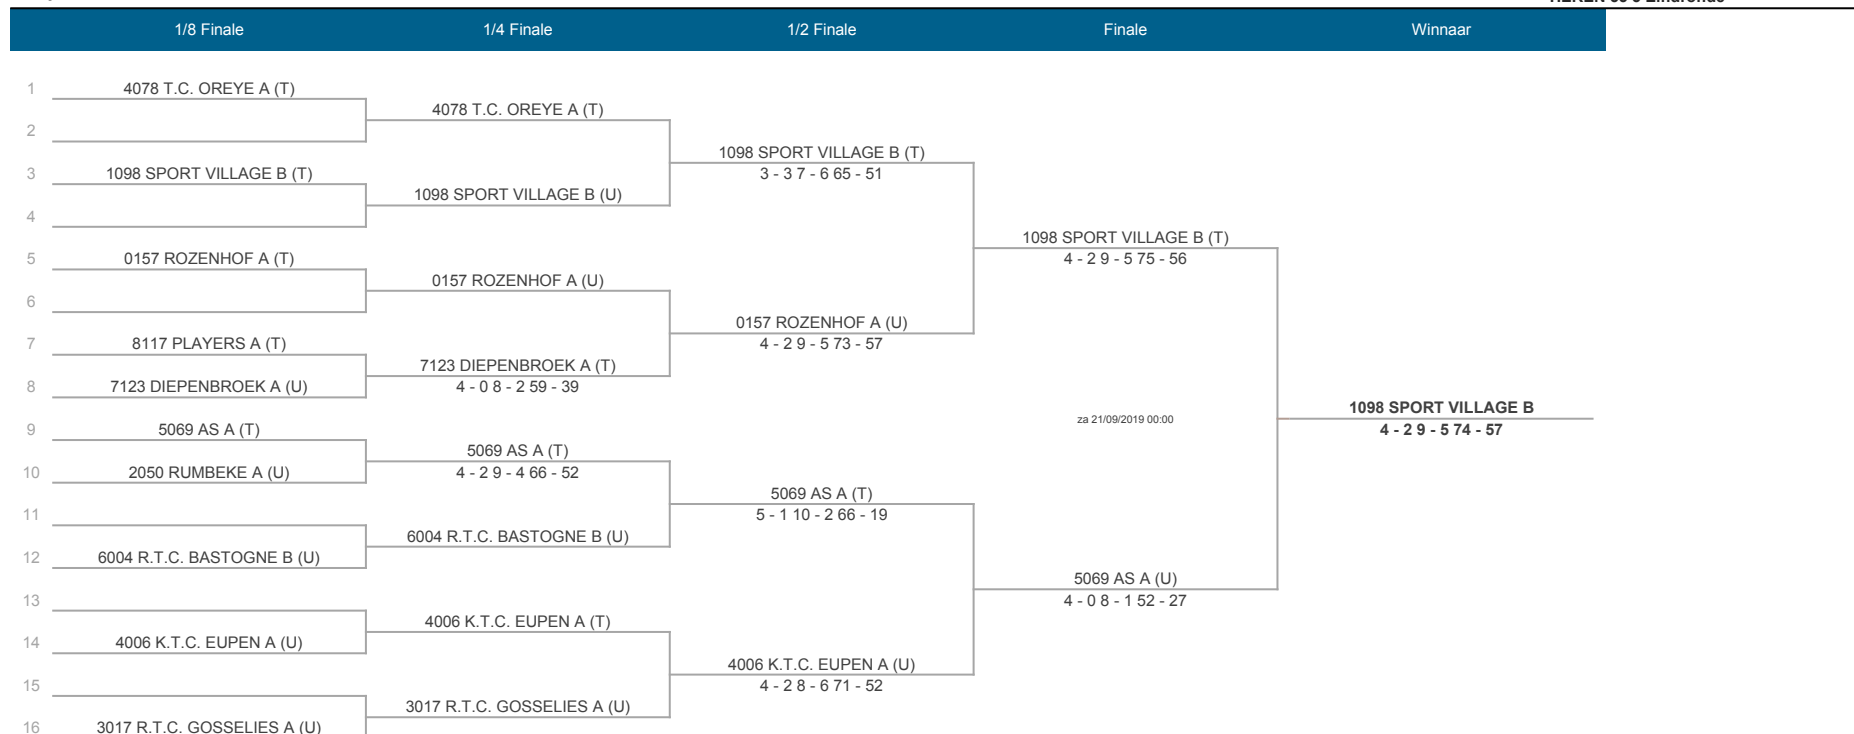 1/8 Finale 1/4 Finale 1/2 Finale Finale Winnaar
1 4078 T.C. OREYE A (T)
4078 T.C. OREYE A (T)
2
1098 SPORT VILLAGE B (T)
3 1098 SPORT VILLAGE B (T)
3 - 3 7 - 6 65 - 51
1098 SPORT VILLAGE B (U)
4
1098 SPORT VILLAGE B (T)
5 0157 ROZENHOF A (T)
4 - 2 9 - 5 75 - 56
0157 ROZENHOF A (U)
6
0157 ROZENHOF A (U)
7 8117 PLAYERS A (T)
4 - 2 9 - 5 73 - 57
7123 DIEPENBROEK A (T)
8 7123 DIEPENBROEK A (U)
4 - 0 8 - 2 59 - 39
1098 SPORT VILLAGE B
za 21/09/2019 00:00
9 5069 AS A (T)
4 - 2 9 - 5 74 - 57
5069 AS A (T)
10 2050 RUMBEKE A (U)
4 - 2 9 - 4 66 - 52
5069 AS A (T)
11
5 - 1 10 - 2 66 - 19
6004 R.T.C. BASTOGNE B (U)
12 6004 R.T.C. BASTOGNE B (U)
5069 AS A (U)
13
4 - 0 8 - 1 52 - 27
4006 K.T.C. EUPEN A (T)
14 4006 K.T.C. EUPEN A (U)
4006 K.T.C. EUPEN A (U)
15
4 - 2 8 - 6 71 - 52
3017 R.T.C. GOSSELIES A (U)
16 3017 R.T.C. GOSSELIES A (U)